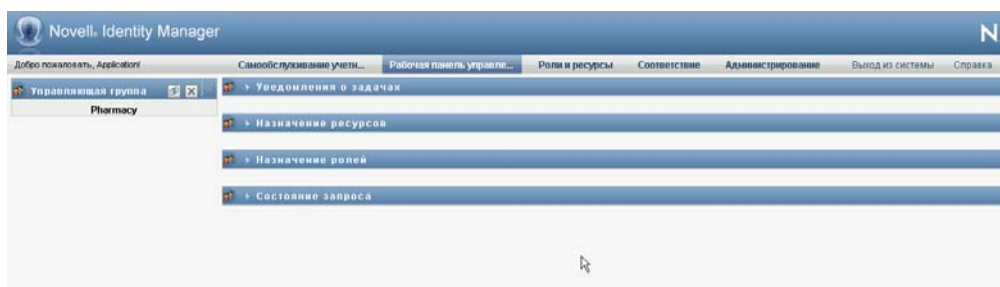 Novell® Identity Manager
N
Добро пожаловать, Application!
Самообслуживание учетн... Рабочая панель управле... Роли и ресурсы Соответствие Администрирование Выход из системы Справка
Управляющая группа
Pharmacy
Уведомления о задачах
Назначение ресурсов
Назначение ролей
Состояние запроса